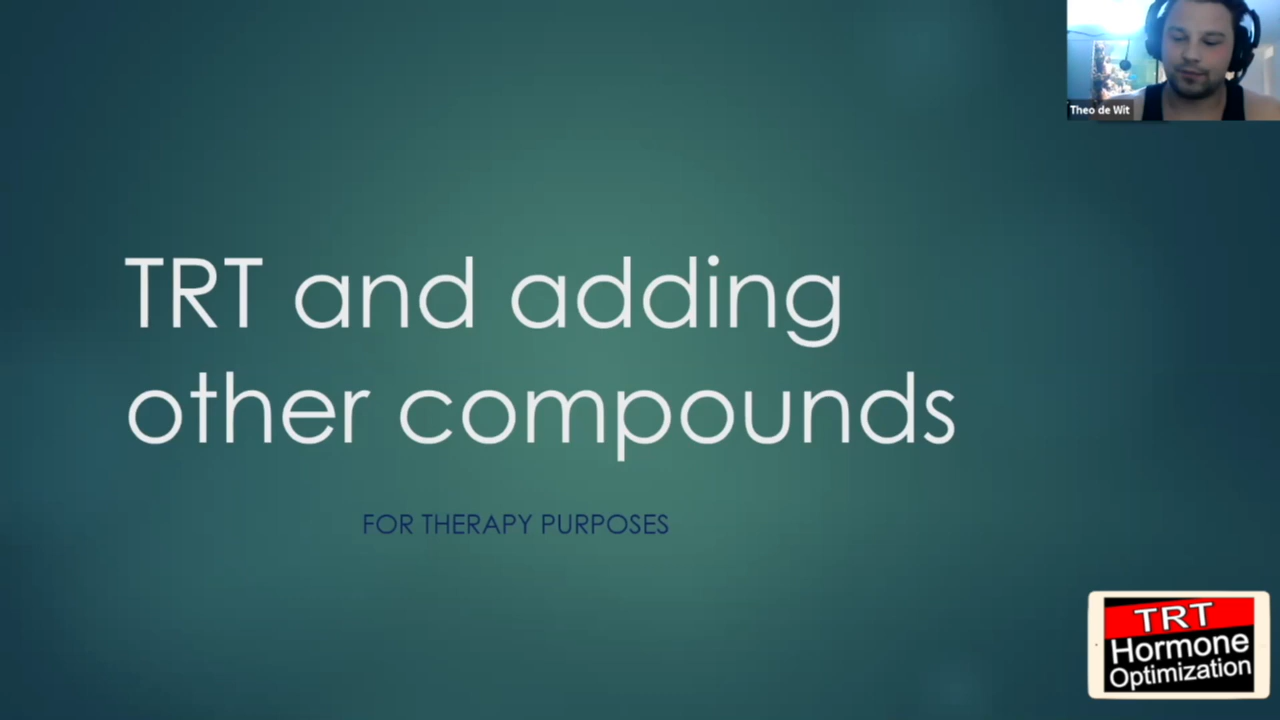 Theo de Wit
TRT and adding
other compounds
FOR THERAPY PURPOSES
TRT
Hormone
Optimization